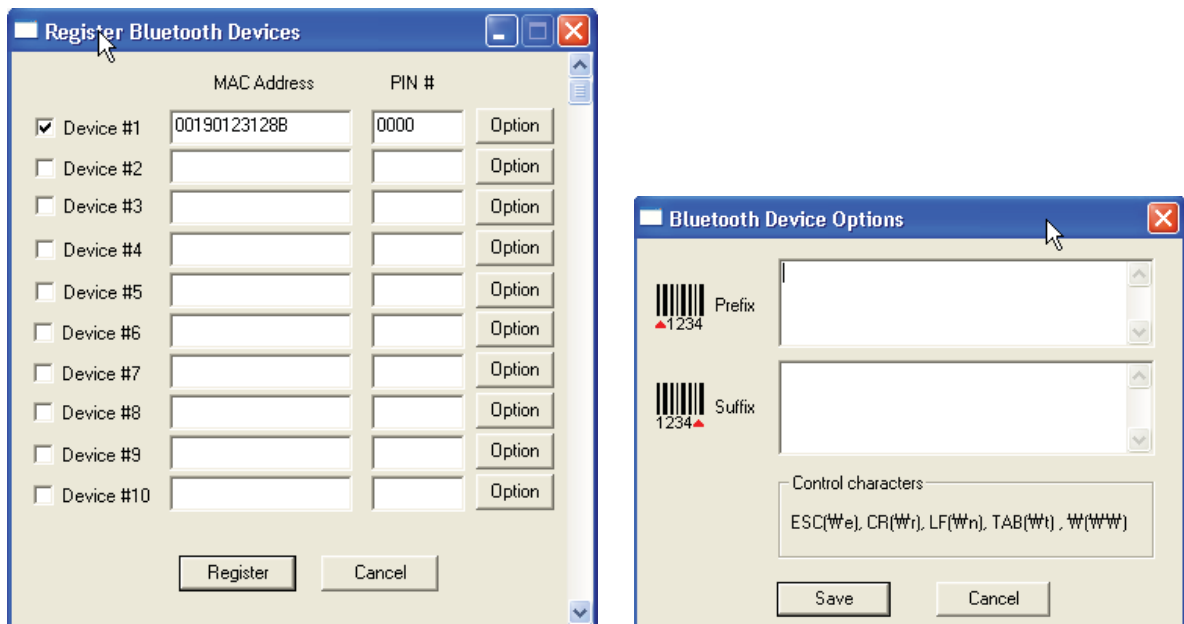 Register Bluetooth Devices
MAC Address PIN #
Device #1 00190123128B 0000 Option
Device #2 Option
Device #3 Option
Device #4 Option
Device #5 Option
Device #6 Option
Device #7 Option
Device #8 Option
Device #9 Option
Device #10 Option
Register Cancel
Bluetooth Device Options
1234 Prefix
1234 Suffix
Control characters
ESC(₩e), CR(₩r), LF(₩n), TAB(₩t) , ₩(₩₩)
Save Cancel